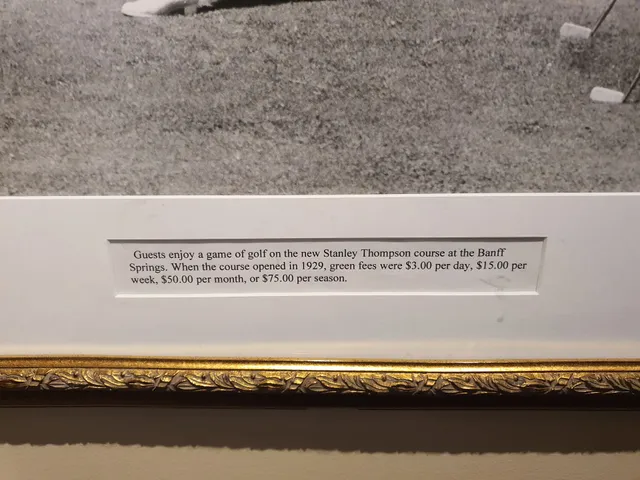 Guests enjoy a game of golf on the new Stanley Thompson course at the Banff
Springs. When the course opened in 1929, green fees were $3.00 per day, $15.00 per
week, $50.00 per month, or $75.00 per season.